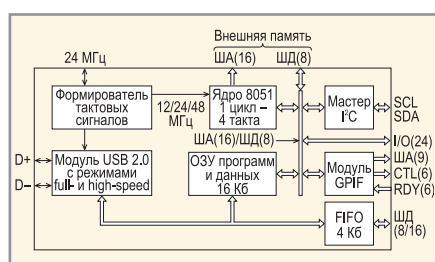 Внешняя память
ША(16) ШД(8)
24 МГц
Формирователь
тактовых
сигналов
12/24/48
МГц
Ядро 8051
1 цикл –
4 такта
Мастер
I²C
SCL
SDA
ША(16)/ШД(8)
I/O(24)
D+
D–
Модуль USB 2.0
с режимами
full- и high-speed
ОЗУ программ
и данных
16 Кб
Модуль
GPIF
ША(9)
CTL(6)
RDY(6)
FIFO
4 Кб
ШД
(8/16)